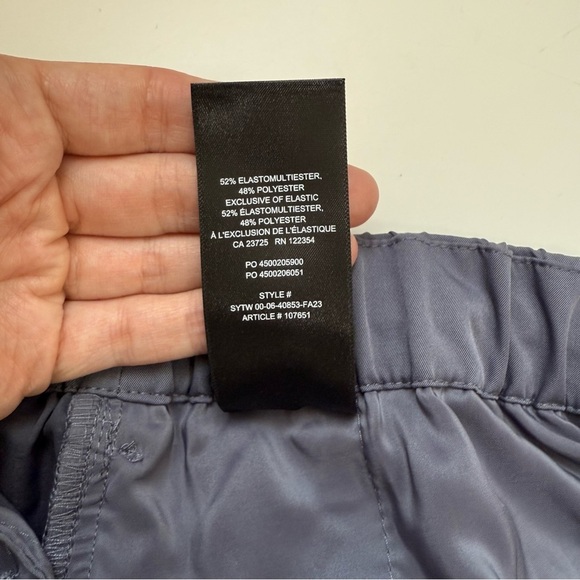 52% ELASTOMULTIESTER,
48% POLYESTER
EXCLUSIVE OF ELASTIC
52% ÉLASTOMULTIESTER,
48% POLYESTER
À L'EXCLUSION DE L'ÉLASTIQUE
CA 23725 RN 122354
PO 4500205900
PO 4500206051
STYLE #
SYTW 00-06-40853-FA23
ARTICLE # 107651